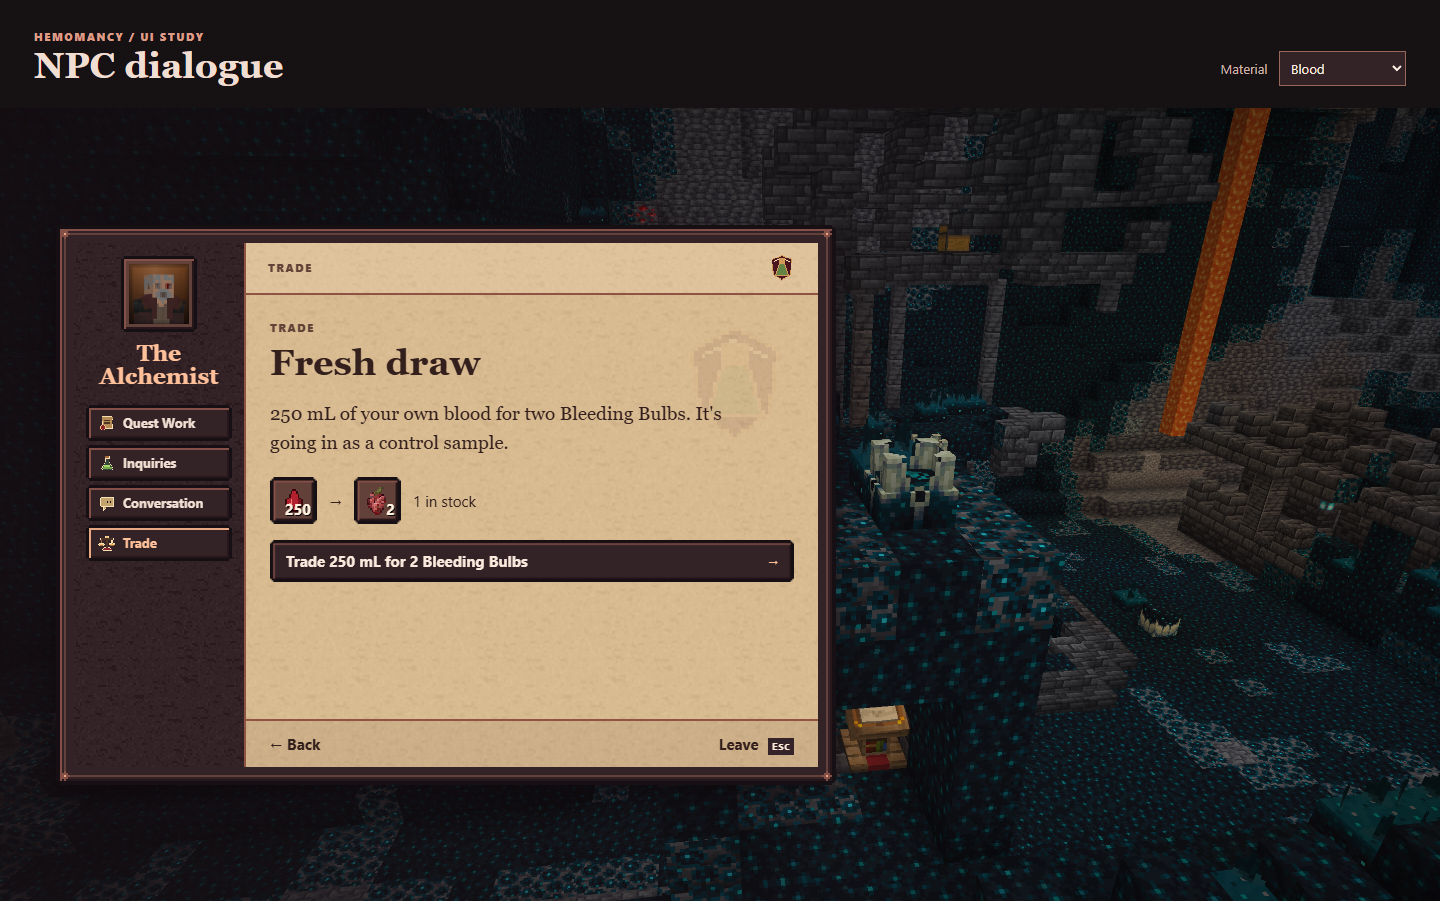 HEMOMANCY / UI STUDY
NPC dialogue
Material
Blood
The
Alchemist
Quest Work
Inquiries
Conversation
Trade
TRADE
TRADE
Fresh draw
250 mL of your own blood for two Bleeding Bulbs. It's
going in as a control sample.
250 → 2 1 in stock
Trade 250 mL for 2 Bleeding Bulbs →
← Back
Leave Esc